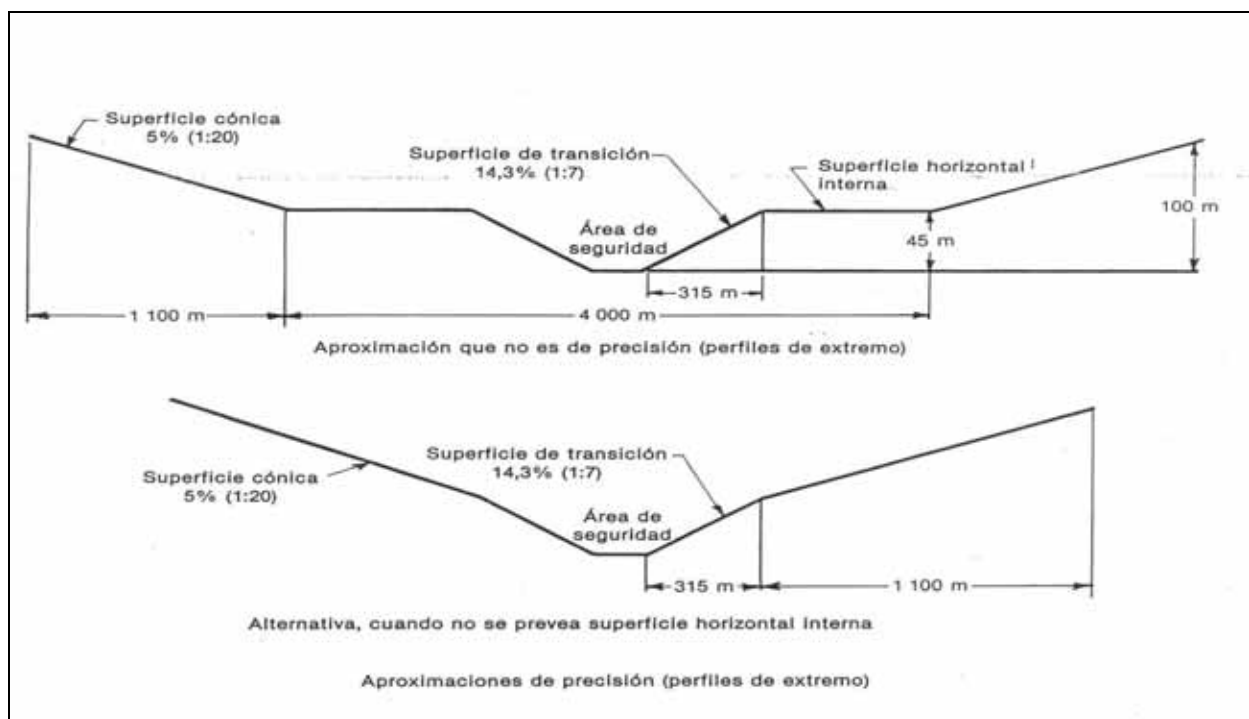 Superficie cónica
5% (1:20)
Superficie de transición
14,3% (1:7)
Superficie horizontal
interna
Área de
seguridad
100 m
45 m
315 m
1 100 m
4 000 m
Aproximación que no es de precisión (perfiles de extremo)
Superficie de transición
14,3% (1:7)
Superficie cónica
5% (1:20)
Área de
seguridad
315 m
1 100 m
Alternativa, cuando no se prevea superficie horizontal interna
Aproximaciones de precisión (perfiles de extremo)